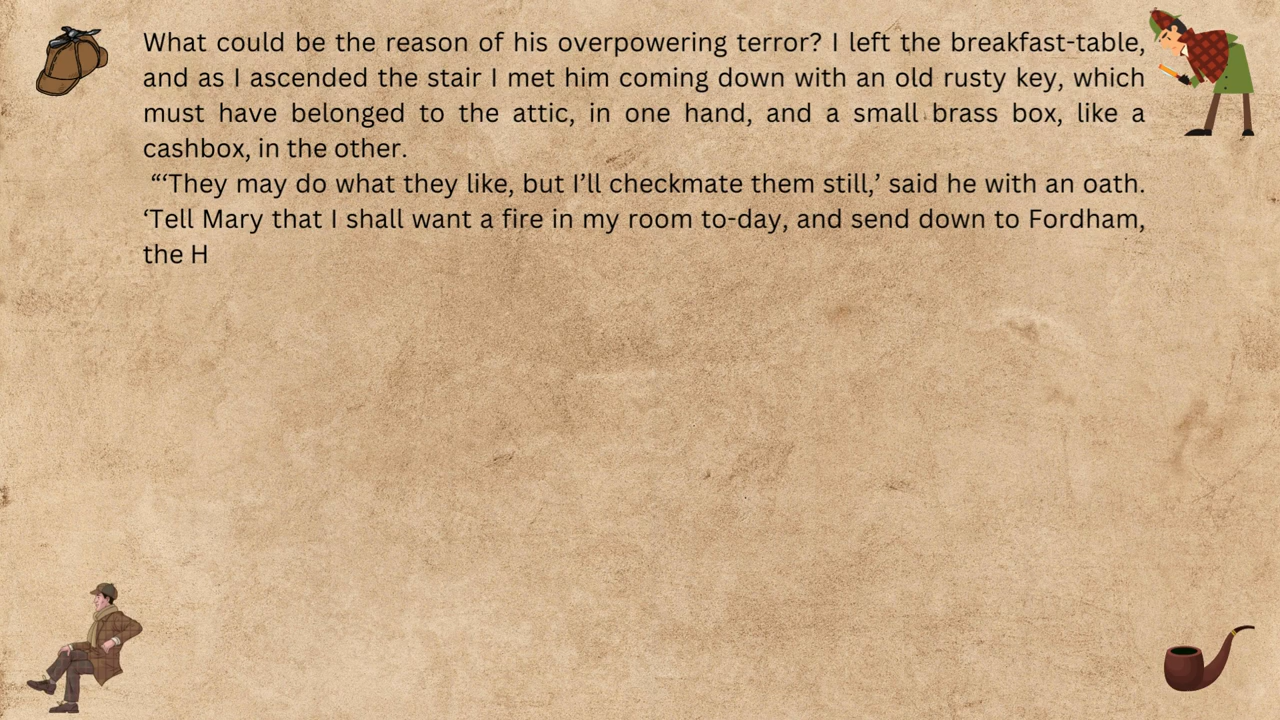 What could be the reason of his overpowering terror? I left the breakfast-table,
and as I ascended the stair I met him coming down with an old rusty key, which
must have belonged to the attic, in one hand, and a small brass box, like a
cashbox, in the other.
“‘They may do what they like, but I’ll checkmate them still,’ said he with an oath.
‘Tell Mary that I shall want a fire in my room to-day, and send down to Fordham,
the H